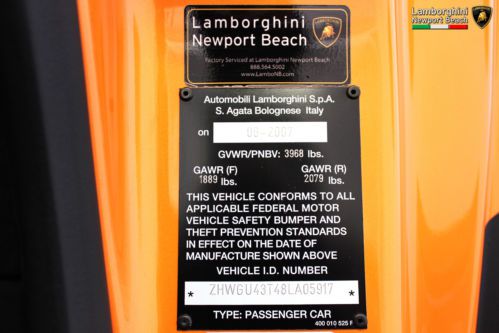 Lamborghini
Newport Beach
Factory Serviced at Lamborghini Newport Beach
888.564.5002
www.LamboNB.com
Lamborghini
Newport Beach
Automobili Lamborghini S.p.A.
S. Agata Bolognese Italy
on 08-2007
GVWR/PNBV: 3968 lbs.
GAWR (F) GAWR (R)
1889 lbs. 2079 lbs.
THIS VEHICLE CONFORMS TO ALL
APPLICABLE FEDERAL MOTOR
VEHICLE SAFETY BUMPER AND
THEFT PREVENTION STANDARDS
IN EFFECT ON THE DATE OF
MANUFACTURE SHOWN ABOVE
VEHICLE I.D. NUMBER
* ZHWGU43T48LA05917 *
TYPE: PASSENGER CAR
400 010 525 F